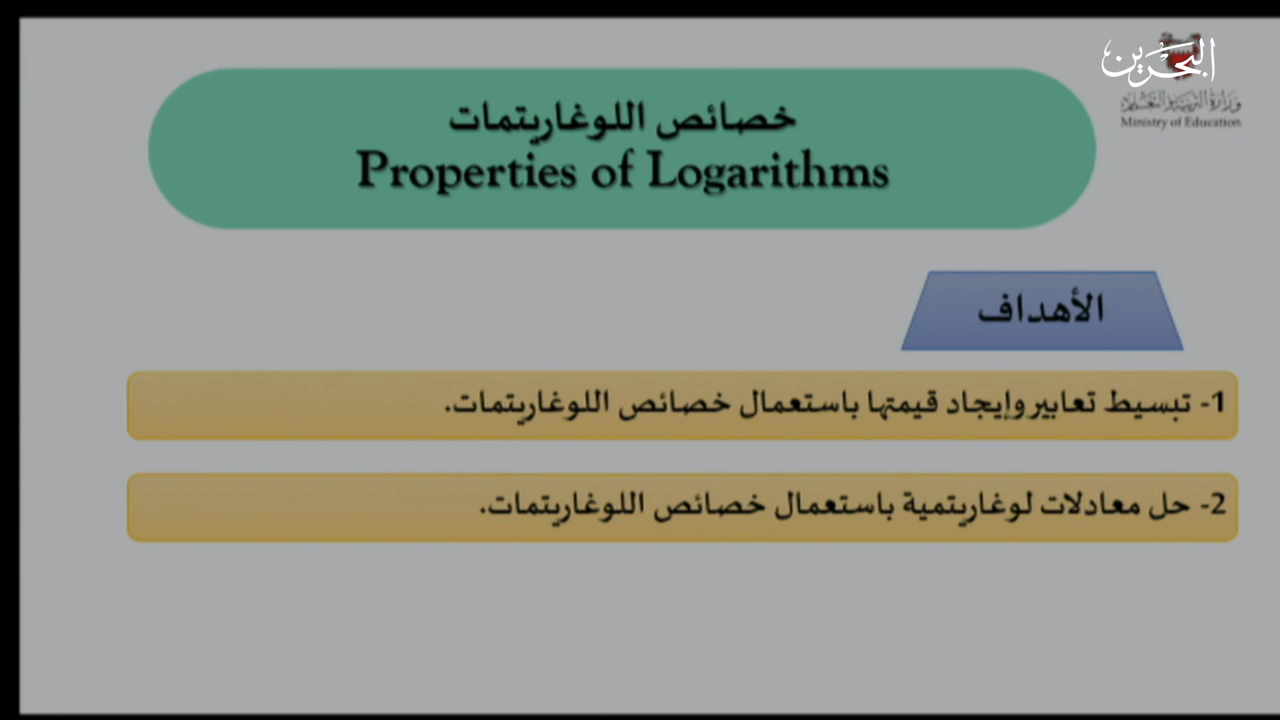 البحرين
وزارة التربية والتعليم
Ministry of Education
خصائص اللوغاريتمات
Properties of Logarithms
الأهداف
1- تبسيط تعابير وإيجاد قيمتها باستعمال خصائص اللوغاريتمات.
2- حل معادلات لوغاريتمية باستعمال خصائص اللوغاريتمات.